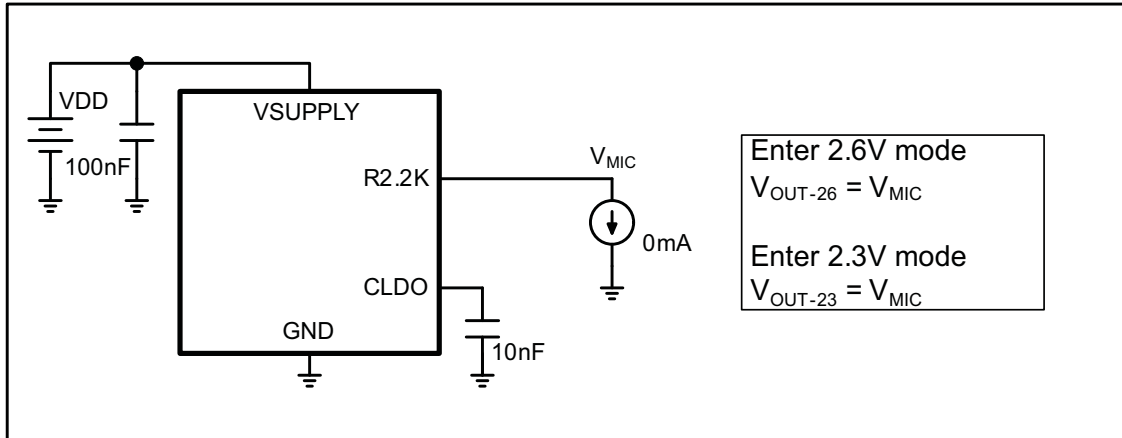 VDD
100nF
VSUPPLY
R2.2K
CLDO
GND
10nF
V_MIC
0mA
Enter 2.6V mode
V_OUT-26 = V_MIC
Enter 2.3V mode
V_OUT-23 = V_MIC